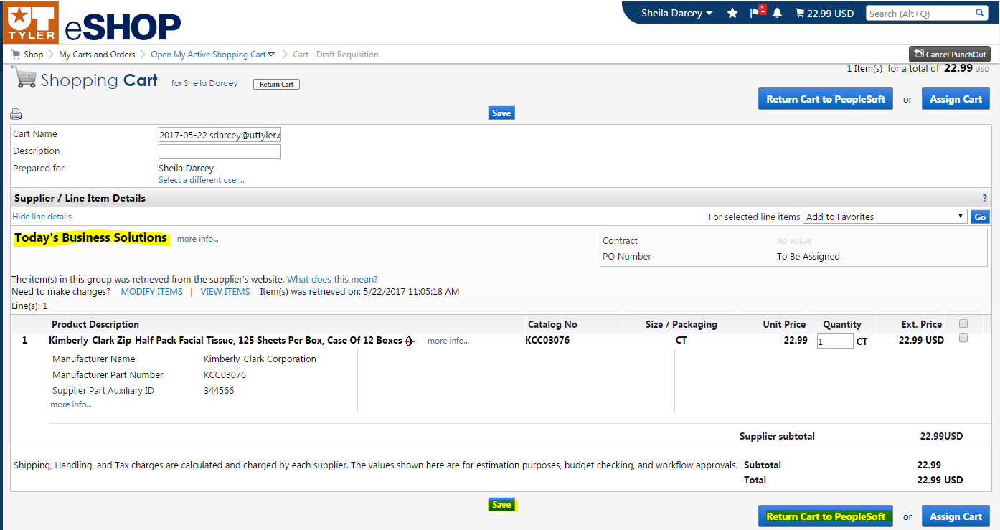 UT TYLER eSHOP
Sheila Darcey 1 22.99 USD Search (Alt+Q)
Shop My Carts and Orders Open My Active Shopping Cart Cart - Draft Requisition Cancel PunchOut
1 Item(s) for a total of 22.99 USD
Shopping Cart for Sheila Darcey Return Cart
Return Cart to PeopleSoft or Assign Cart
Save
Cart Name 2017-05-22 sdarcey@uttyler.e
Description
Prepared for Sheila Darcey
Select a different user...
Supplier / Line Item Details ?
Hide line details For selected line items Add to Favorites Go
Today's Business Solutions more info...
Contract no value
PO Number To Be Assigned
The item(s) in this group was retrieved from the supplier's website. What does this mean?
Need to make changes? MODIFY ITEMS | VIEW ITEMS Item(s) was retrieved on: 5/22/2017 11:05:18 AM
Line(s): 1
Product Description Catalog No Size / Packaging Unit Price Quantity Ext. Price
1 Kimberly-Clark Zip-Half Pack Facial Tissue, 125 Sheets Per Box, Case Of 12 Boxes more info... KCC03076 CT 22.99 1 CT 22.99 USD
Manufacturer Name Kimberly-Clark Corporation
Manufacturer Part Number KCC03076
Supplier Part Auxiliary ID 344566
more info...
Supplier subtotal 22.99USD
Shipping, Handling, and Tax charges are calculated and charged by each supplier. The values shown here are for estimation purposes, budget checking, and workflow approvals. Subtotal 22.99
Total 22.99 USD
Save
Return Cart to PeopleSoft or Assign Cart